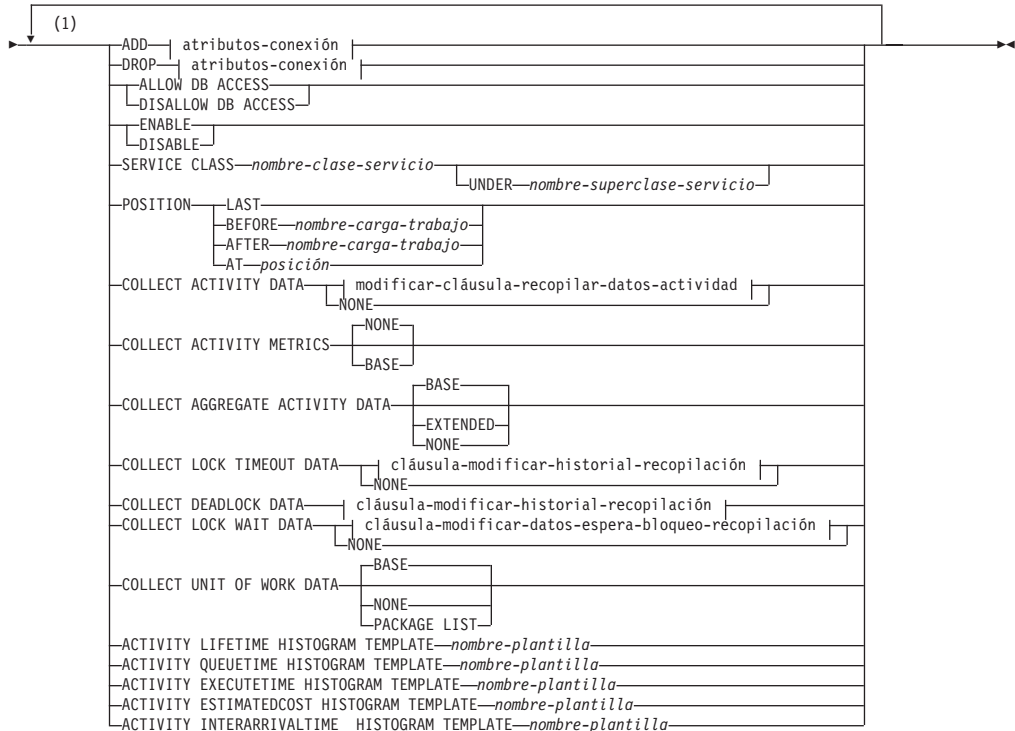 (1)
ADD atributos-conexión
DROP atributos-conexión
ALLOW DB ACCESS
DISALLOW DB ACCESS
ENABLE
DISABLE
SERVICE CLASS nombre-clase-servicio
UNDER nombre-superclase-servicio
POSITION LAST
BEFORE nombre-carga-trabajo
AFTER nombre-carga-trabajo
AT posición
COLLECT ACTIVITY DATA modificar-cláusula-recopilar-datos-actividad
NONE
NONE
COLLECT ACTIVITY METRICS
BASE
BASE
COLLECT AGGREGATE ACTIVITY DATA
EXTENDED
NONE
COLLECT LOCK TIMEOUT DATA cláusula-modificar-historial-recopilación
NONE
COLLECT DEADLOCK DATA cláusula-modificar-historial-recopilación
COLLECT LOCK WAIT DATA cláusula-modificar-datos-espera-bloqueo-recopilación
NONE
BASE
COLLECT UNIT OF WORK DATA
NONE
PACKAGE LIST
ACTIVITY LIFETIME HISTOGRAM TEMPLATE nombre-plantilla
ACTIVITY QUEUETIME HISTOGRAM TEMPLATE nombre-plantilla
ACTIVITY EXECUTETIME HISTOGRAM TEMPLATE nombre-plantilla
ACTIVITY ESTIMATEDCOST HISTOGRAM TEMPLATE nombre-plantilla
ACTIVITY INTERARRIVALTIME HISTOGRAM TEMPLATE nombre-plantilla